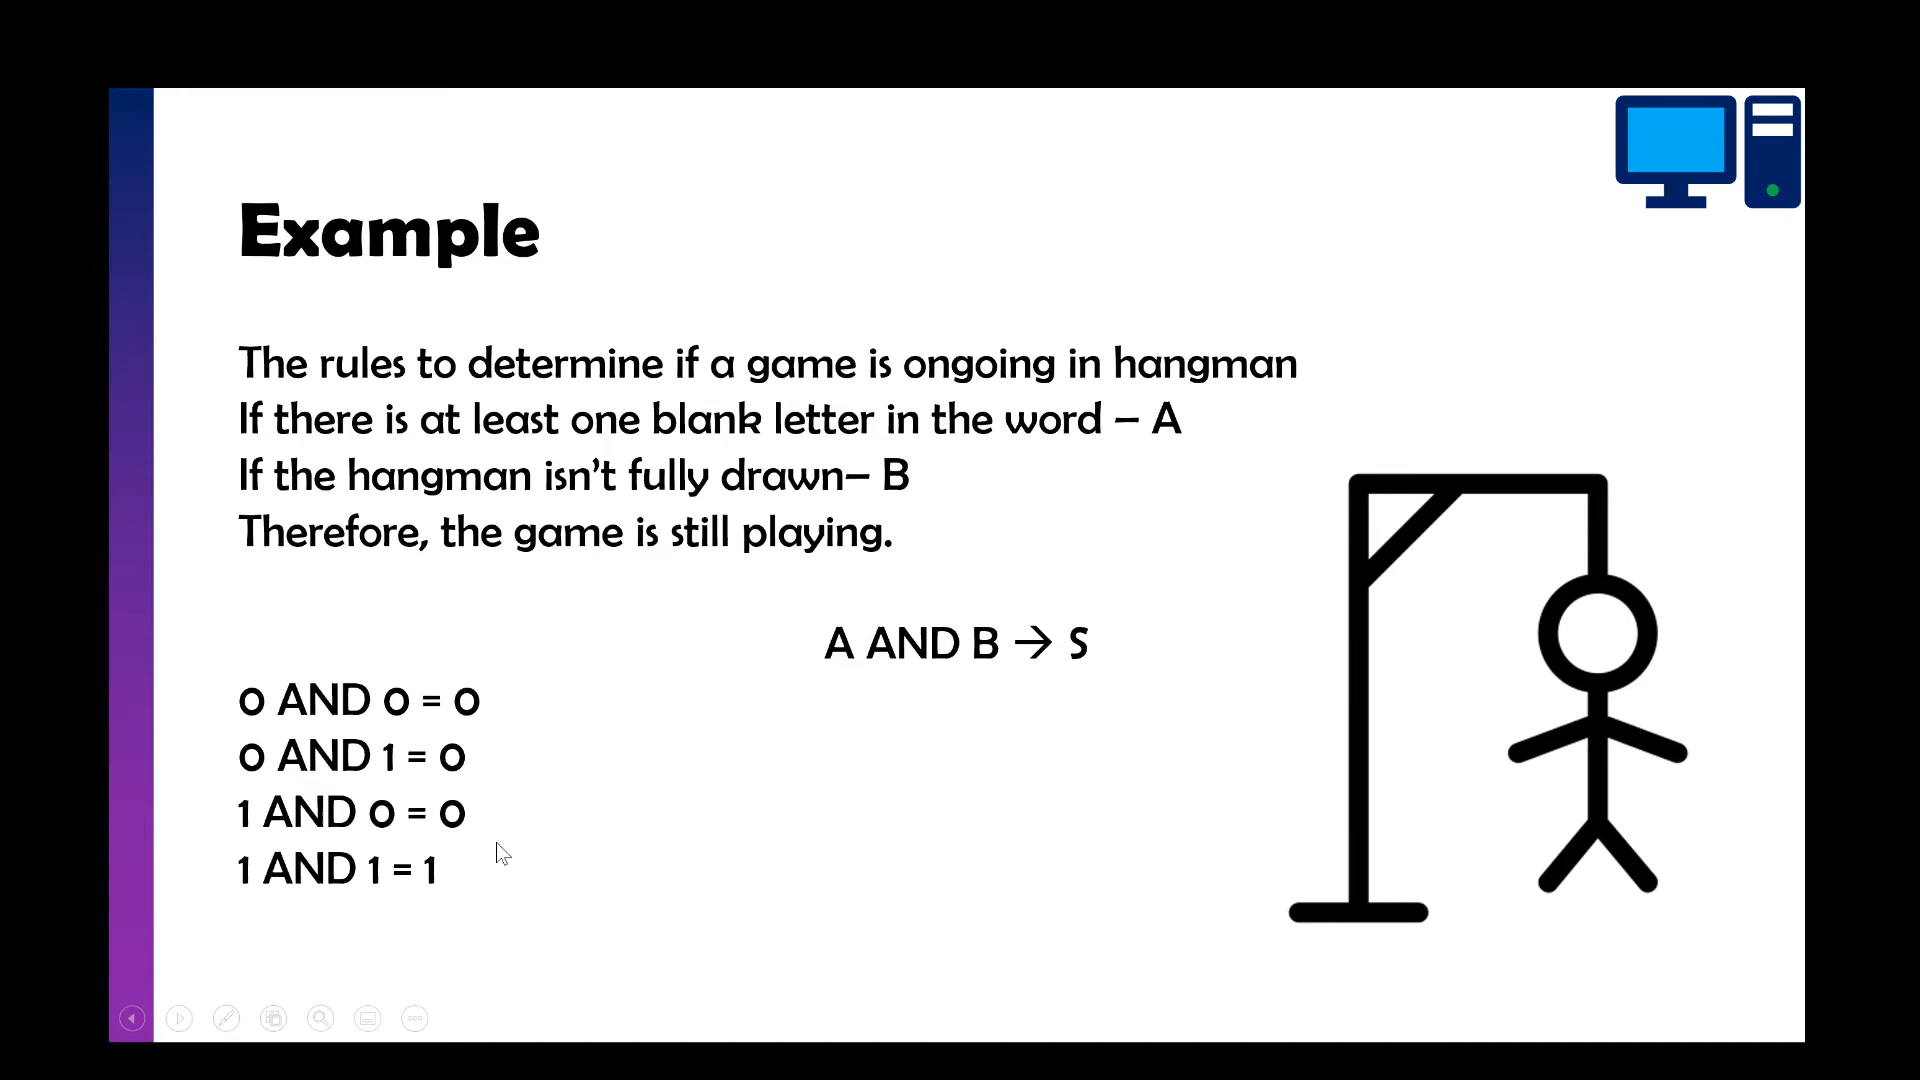 Example
The rules to determine if a game is ongoing in hangman
If there is at least one blank letter in the word – A
If the hangman isn't fully drawn– B
Therefore, the game is still playing.
A AND B → S
0 AND 0 = 0
0 AND 1 = 0
1 AND 0 = 0
1 AND 1 = 1